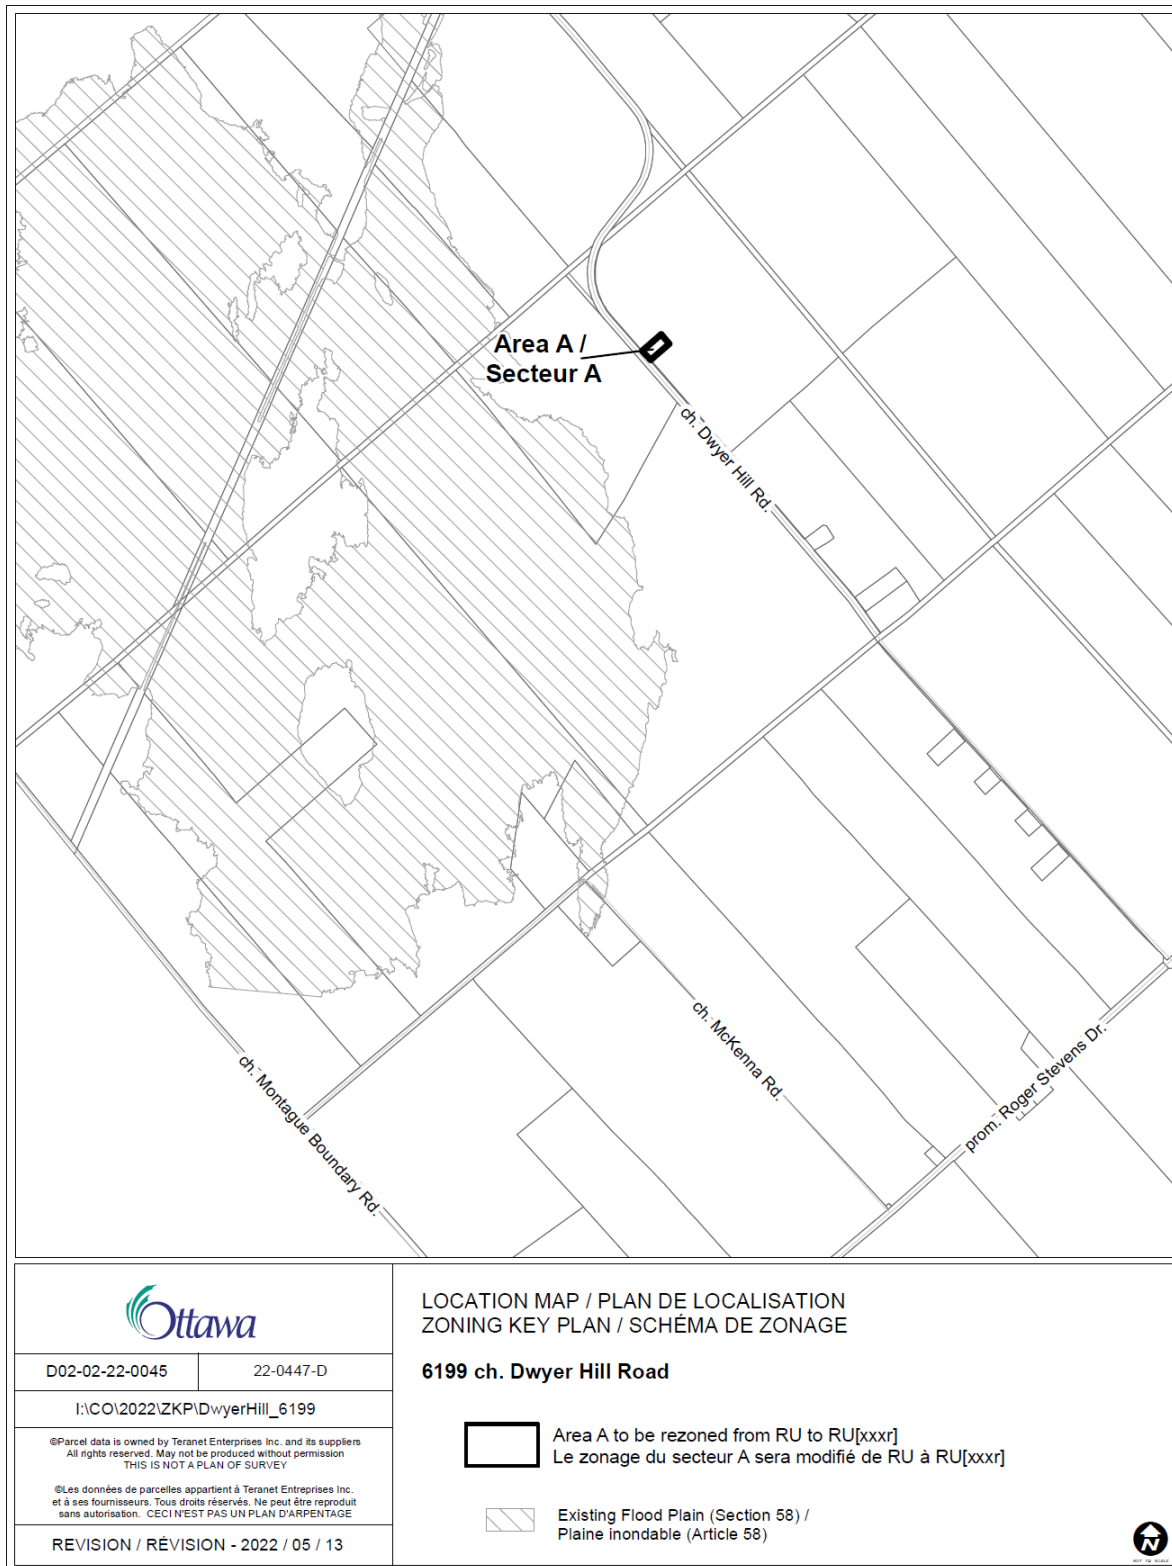 Area A /
Secteur A
ch. Dwyer Hill Rd.
ch. McKenna Rd.
prom. Roger Stevens Dr.
ch. Montague Boundary Rd.
Ottawa
D02-02-22-0045
22-0447-D
I:\CO\2022\ZKP\DwyerHill_6199
©Parcel data is owned by Teranet Enterprises Inc. and its suppliers
All rights reserved. May not be produced without permission
THIS IS NOT A PLAN OF SURVEY
©Les données de parcelles appartient à Teranet Entreprises Inc.
et à ses fournisseurs. Tous droits réservés. Ne peut être reproduit
sans autorisation. CECI N'EST PAS UN PLAN D'ARPENTAGE
REVISION / RÉVISION - 2022 / 05 / 13
LOCATION MAP / PLAN DE LOCALISATION
ZONING KEY PLAN / SCHÉMA DE ZONAGE
6199 ch. Dwyer Hill Road
Area A to be rezoned from RU to RU[xxxr]
Le zonage du secteur A sera modifié de RU à RU[xxxr]
Existing Flood Plain (Section 58) /
Plaine inondable (Article 58)
N
NOT TO SCALE